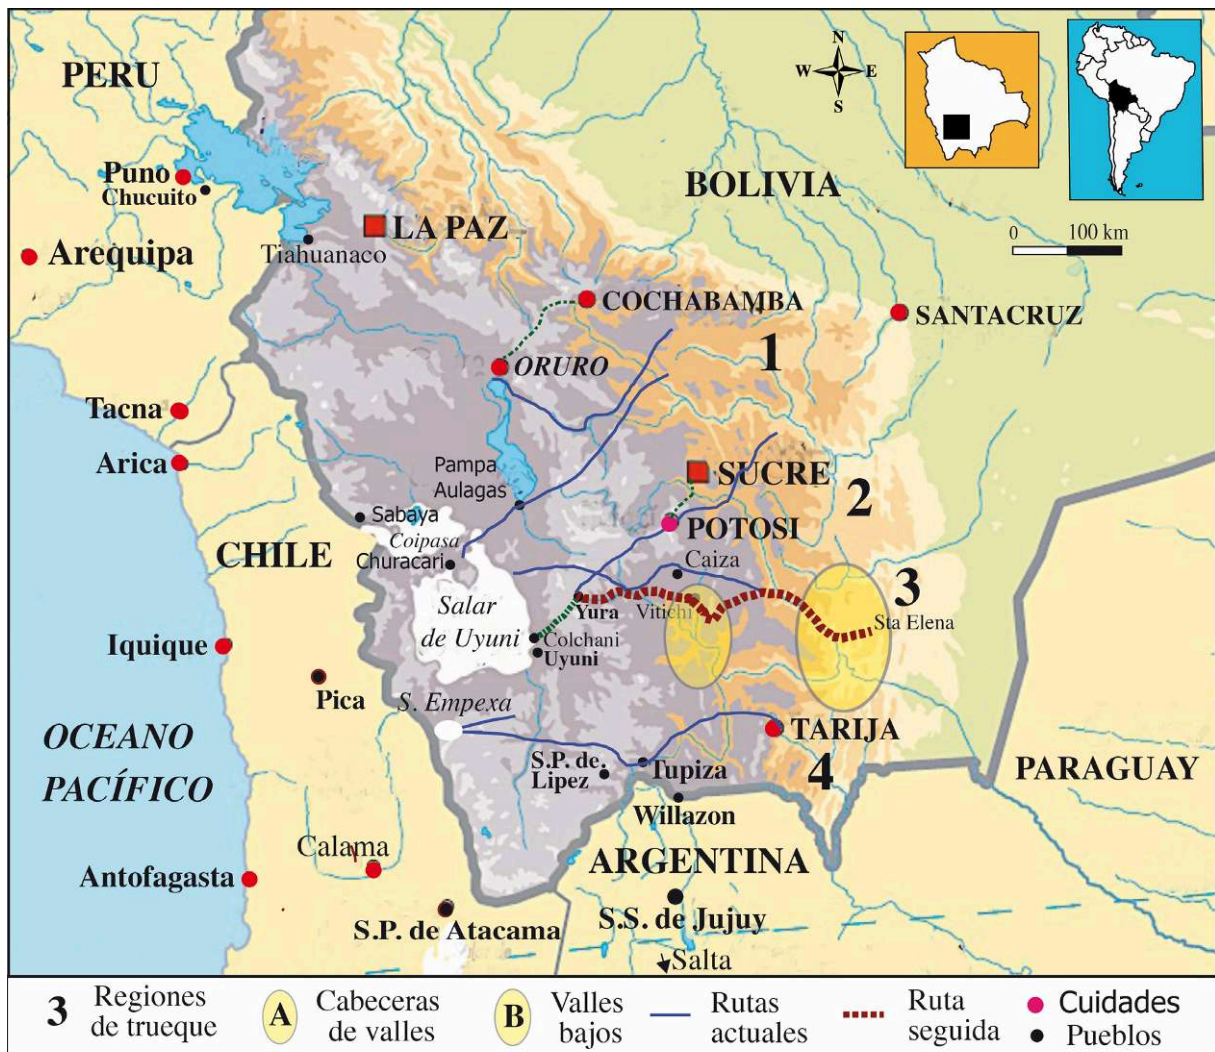 PERU
N
W E
S
Puno
Chucuito
BOLIVIA
LA PAZ
0 100 km
Arequipa
Tiahuanaco
COCHABAMBA
SANTACRUZ
1
ORURO
Tacna
Arica
Pampa
Aulagas
SUCRE
2
Sabaya
POTOSI
Coipasa
CHILE
Churacari
Caiza
3
Salar
de Uyuni
Yura
Vitichi
Sta Elena
Colchani
Uyuni
Iquique
Pica
S. Empexa
OCEANO
PACÍFICO
TARIJA
S.P. de.
Lipez
Tupiza
4
PARAGUAY
Willazon
Calama
ARGENTINA
Antofagasta
S.P. de Atacama
S.S. de Jujuy
Salta
3 Regiones
de trueque
A Cabeceras
de valles
B Valles
bajos
Rutas
actuales
Ruta
seguida
Cuidades
Pueblos